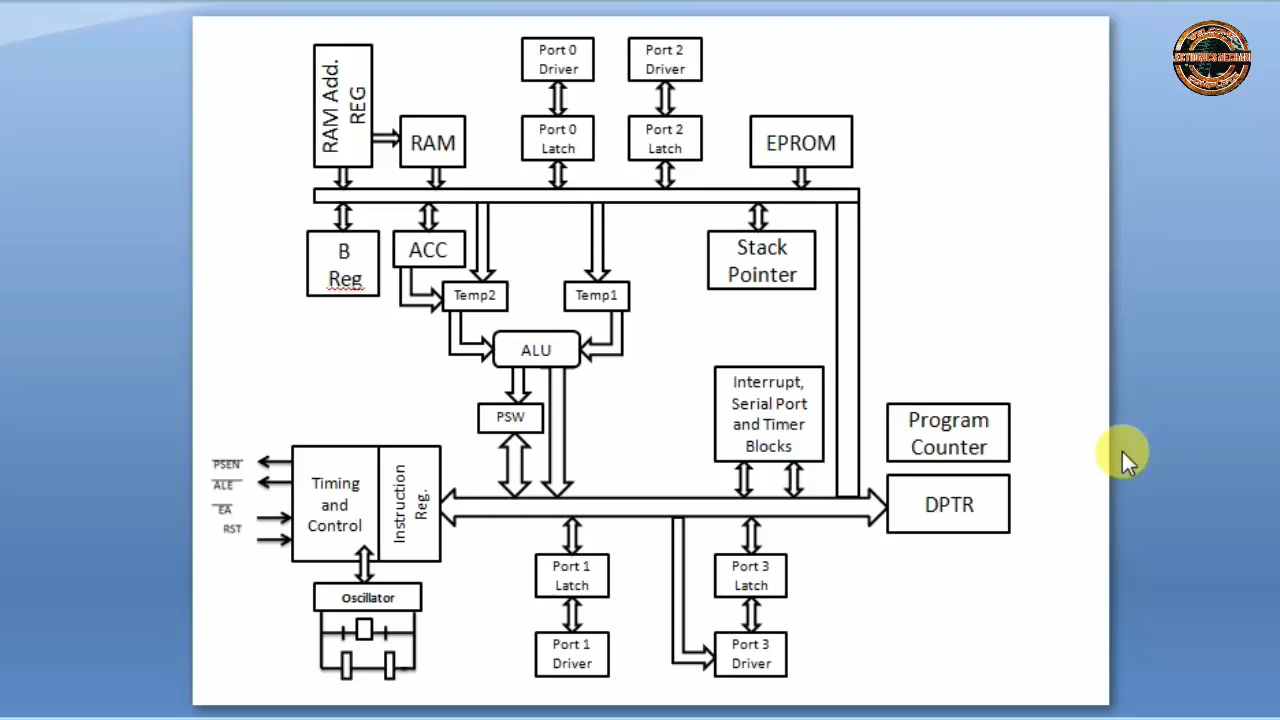 RAM Add.
REG
RAM
Port 0
Driver
Port 0
Latch
Port 2
Driver
Port 2
Latch
EPROM
B
Reg
ACC
Temp2
Temp1
Stack
Pointer
ALU
PSW
Interrupt,
Serial Port
and Timer
Blocks
Program
Counter
DPTR
PSEN
ALE
EA
RST
Timing
and
Control
Instruction
Reg.
Oscillator
Port 1
Latch
Port 1
Driver
Port 3
Latch
Port 3
Driver